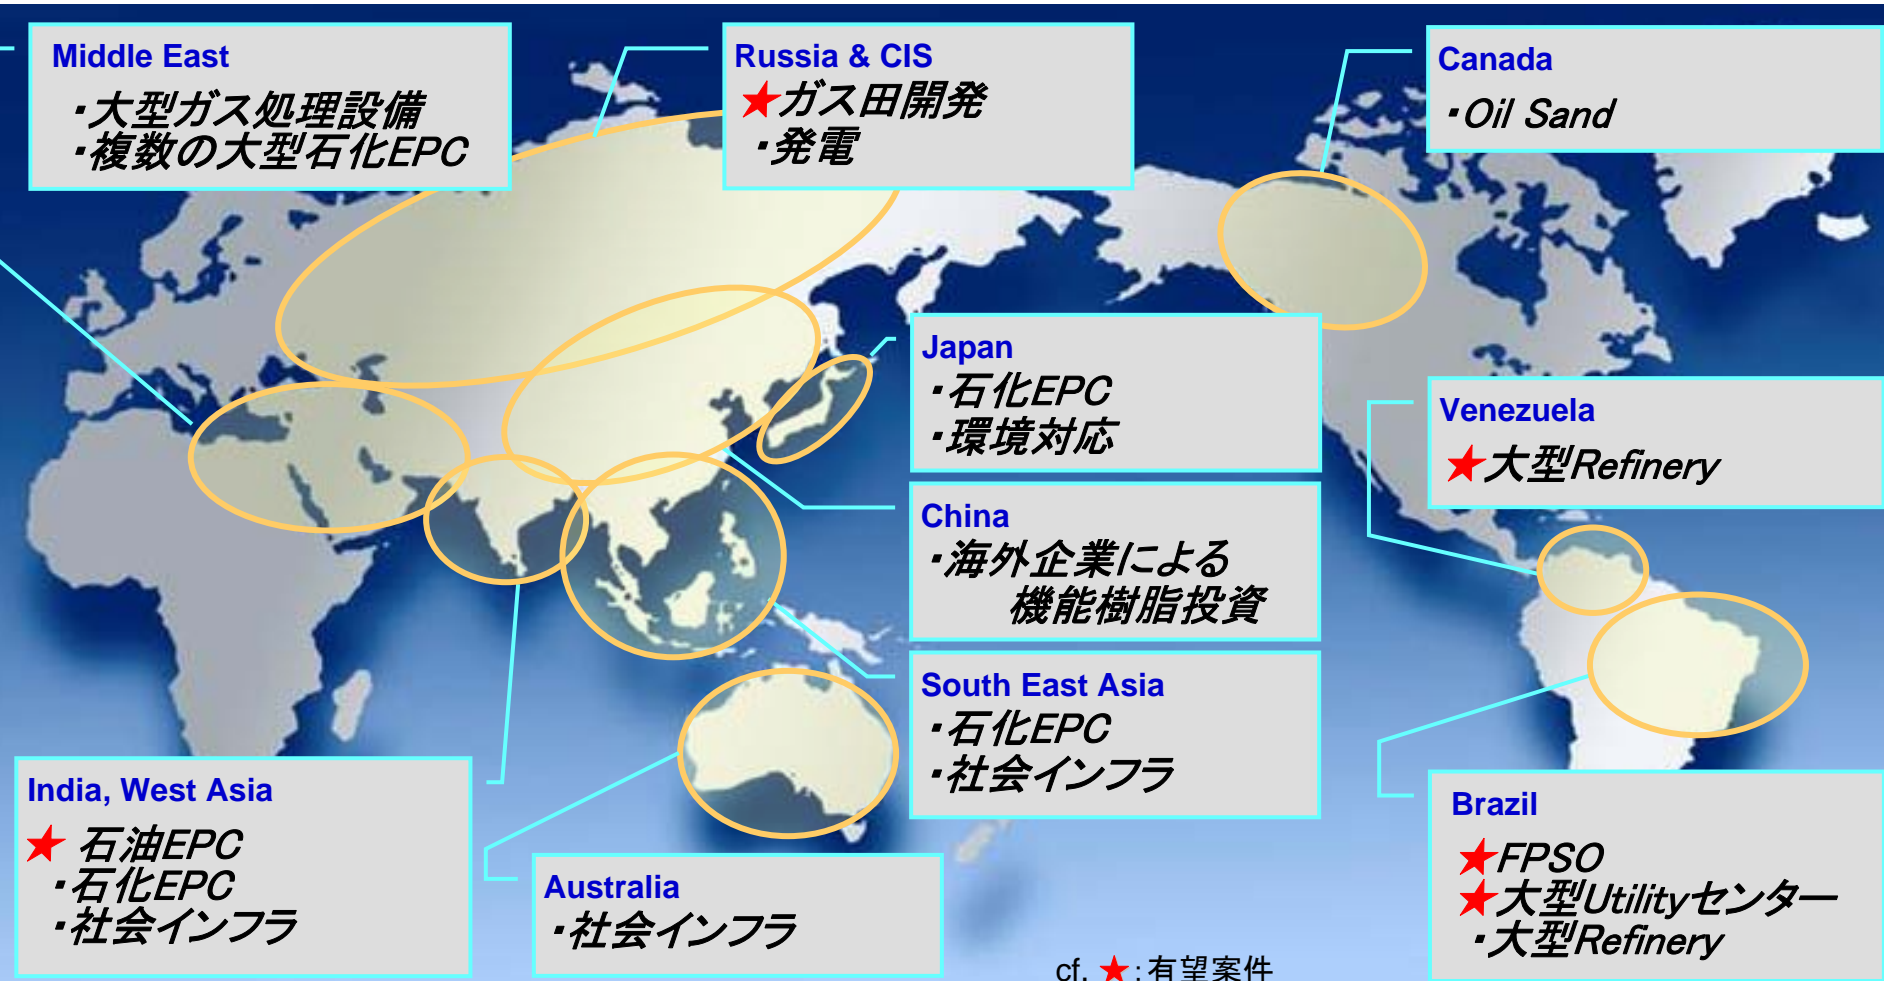 Middle East
・大型ガス処理設備
・複数の大型石化EPC
Russia & CIS
★ガス田開発
・発電
Canada
・Oil Sand
Japan
・石化EPC
・環境対応
Venezuela
★大型Refinery
China
・海外企業による
機能樹脂投資
South East Asia
・石化EPC
・社会インフラ
India, West Asia
★ 石油EPC
・石化EPC
・社会インフラ
Australia
・社会インフラ
Brazil
★FPSO
★大型Utilityセンター
・大型Refinery
cf. ★:有望案件